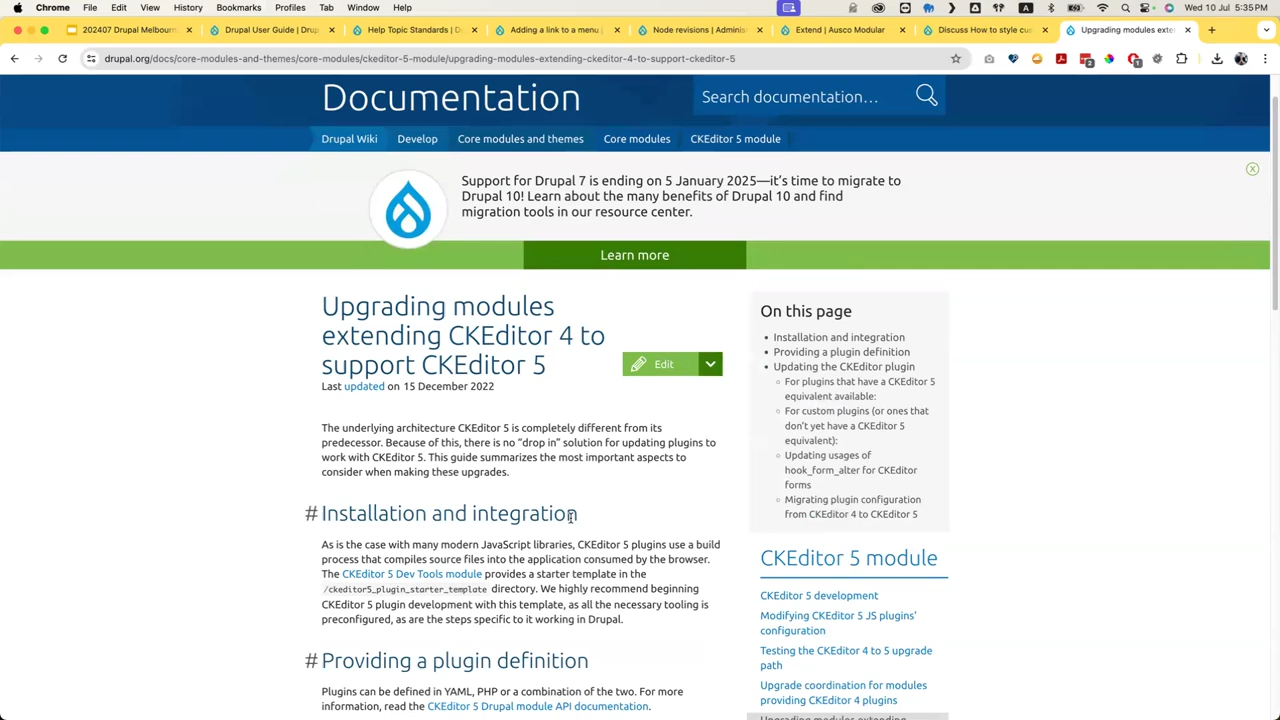 Chrome File Edit View History Bookmarks Profiles Tab Window Help
A
Wed 10 Jul 5:35 PM
202407 Drupal Melbourn
Drupal User Guide | Drup
Help Topic Standards | D
Adding a link to a menu
Node revisions | Adminis
Extend | Ausco Modular
Discuss How to style cus
Upgrading modules exte
drupal.org/docs/core-modules-and-themes/core-modules/ckeditor-5-module/upgrading-modules-extending-ckeditor-4-to-support-ckeditor-5
2
1
Documentation
Search documentation…
Drupal Wiki
Develop
Core modules and themes
Core modules
CKEditor 5 module
Support for Drupal 7 is ending on 5 January 2025—it's time to migrate to
Drupal 10! Learn about the many benefits of Drupal 10 and find
migration tools in our resource center.
Learn more
Upgrading modules
extending CKEditor 4 to
support CKEditor 5
Edit
Last updated on 15 December 2022
The underlying architecture CKEditor 5 is completely different from its
predecessor. Because of this, there is no “drop in” solution for updating plugins to
work with CKEditor 5. This guide summarizes the most important aspects to
consider when making these upgrades.
# Installation and integration
As is the case with many modern JavaScript libraries, CKEditor 5 plugins use a build
process that compiles source files into the application consumed by the browser.
The CKEditor 5 Dev Tools module provides a starter template in the
/ckeditor5_plugin_starter_template directory. We highly recommend beginning
CKEditor 5 plugin development with this template, as all the necessary tooling is
preconfigured, as are the steps specific to it working in Drupal.
# Providing a plugin definition
Plugins can be defined in YAML, PHP or a combination of the two. For more
information, read the CKEditor 5 Drupal module API documentation.
On this page
Installation and integration
Providing a plugin definition
Updating the CKEditor plugin
For plugins that have a CKEditor 5
equivalent available:
For custom plugins (or ones that
don't yet have a CKEditor 5
equivalent):
Updating usages of
hook_form_alter for CKEditor
forms
Migrating plugin configuration
from CKEditor 4 to CKEditor 5
CKEditor 5 module
CKEditor 5 development
Modifying CKEditor 5 JS plugins'
configuration
Testing the CKEditor 4 to 5 upgrade
path
Upgrade coordination for modules
providing CKEditor 4 plugins
Upgrading modules extending